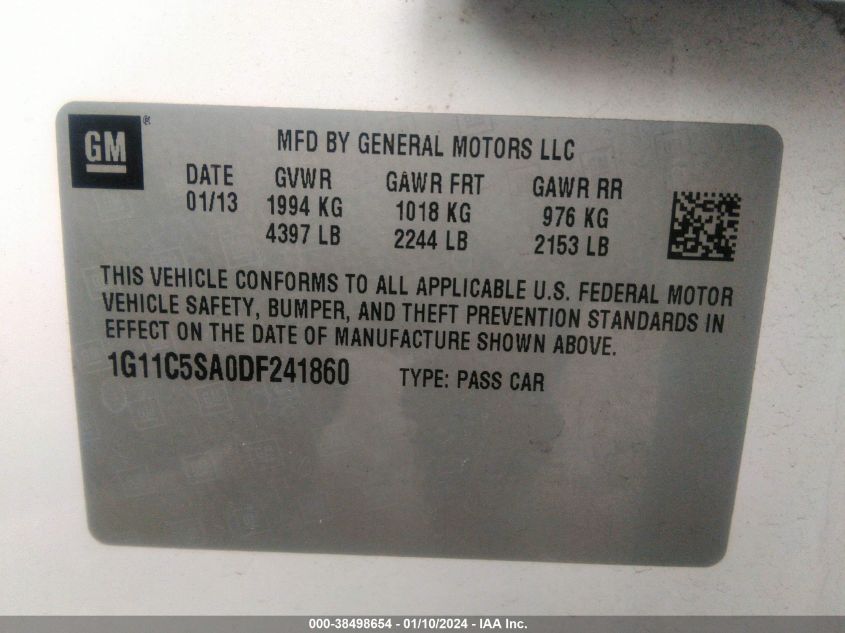 GM ®
MFD BY GENERAL MOTORS LLC
DATE GVWR GAWR FRT GAWR RR
01/13 1994 KG 1018 KG 976 KG
4397 LB 2244 LB 2153 LB
THIS VEHICLE CONFORMS TO ALL APPLICABLE U.S. FEDERAL MOTOR
VEHICLE SAFETY, BUMPER, AND THEFT PREVENTION STANDARDS IN
EFFECT ON THE DATE OF MANUFACTURE SHOWN ABOVE.
1G11C5SA0DF241860 TYPE: PASS CAR
000-38498654 - 01/10/2024 - IAA Inc.